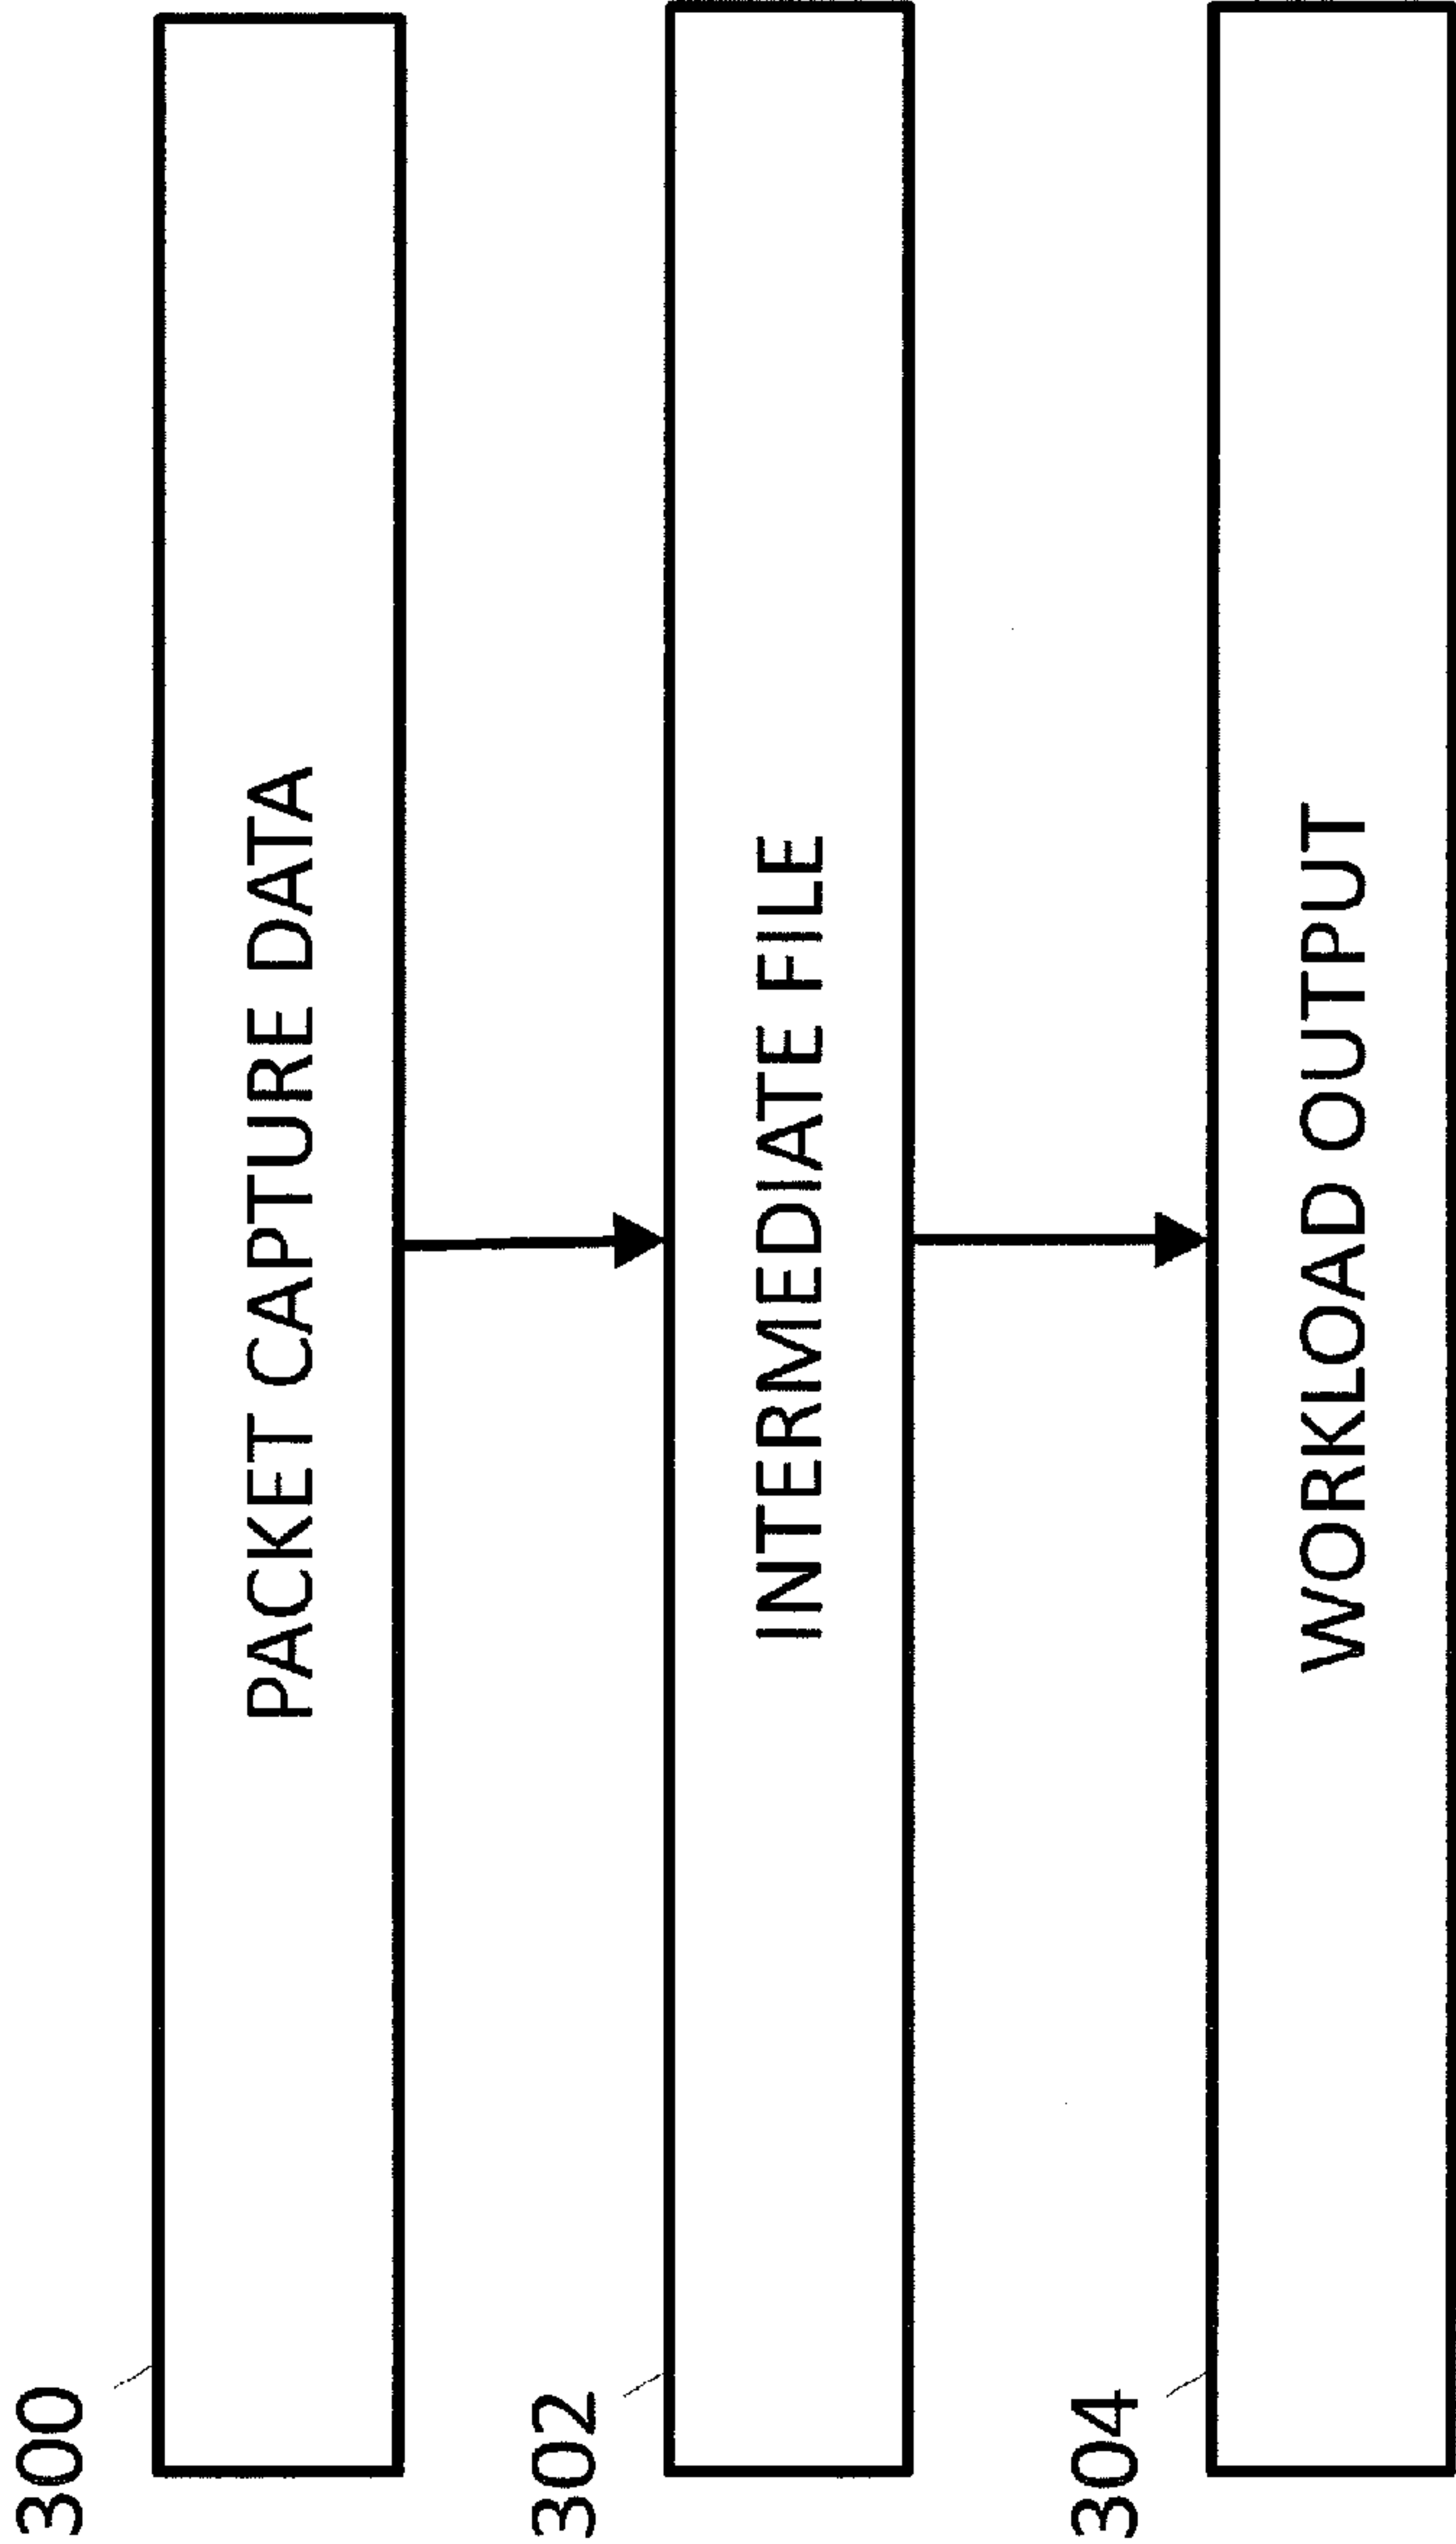 300
PACKET CAPTURE DATA
302
INTERMEDIATE FILE
304
WORKLOAD OUTPUT